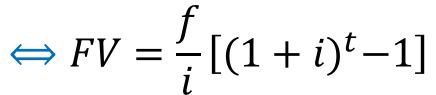 ⟺ FV = f/i [(1 + i)^t − 1]